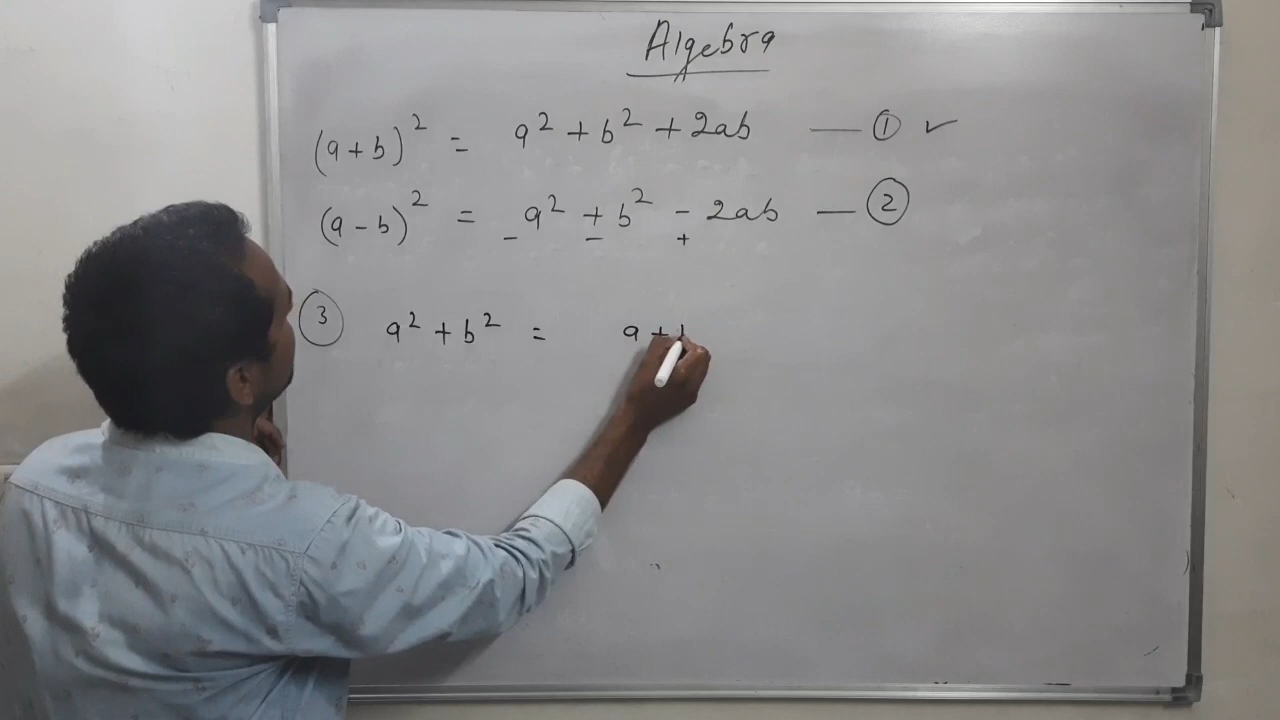 Algebra
(a + b)² = a² + b² + 2ab — ① ✓
(a - b)² = a² + b² - 2ab — ②
- - +
③ a² + b² = a +